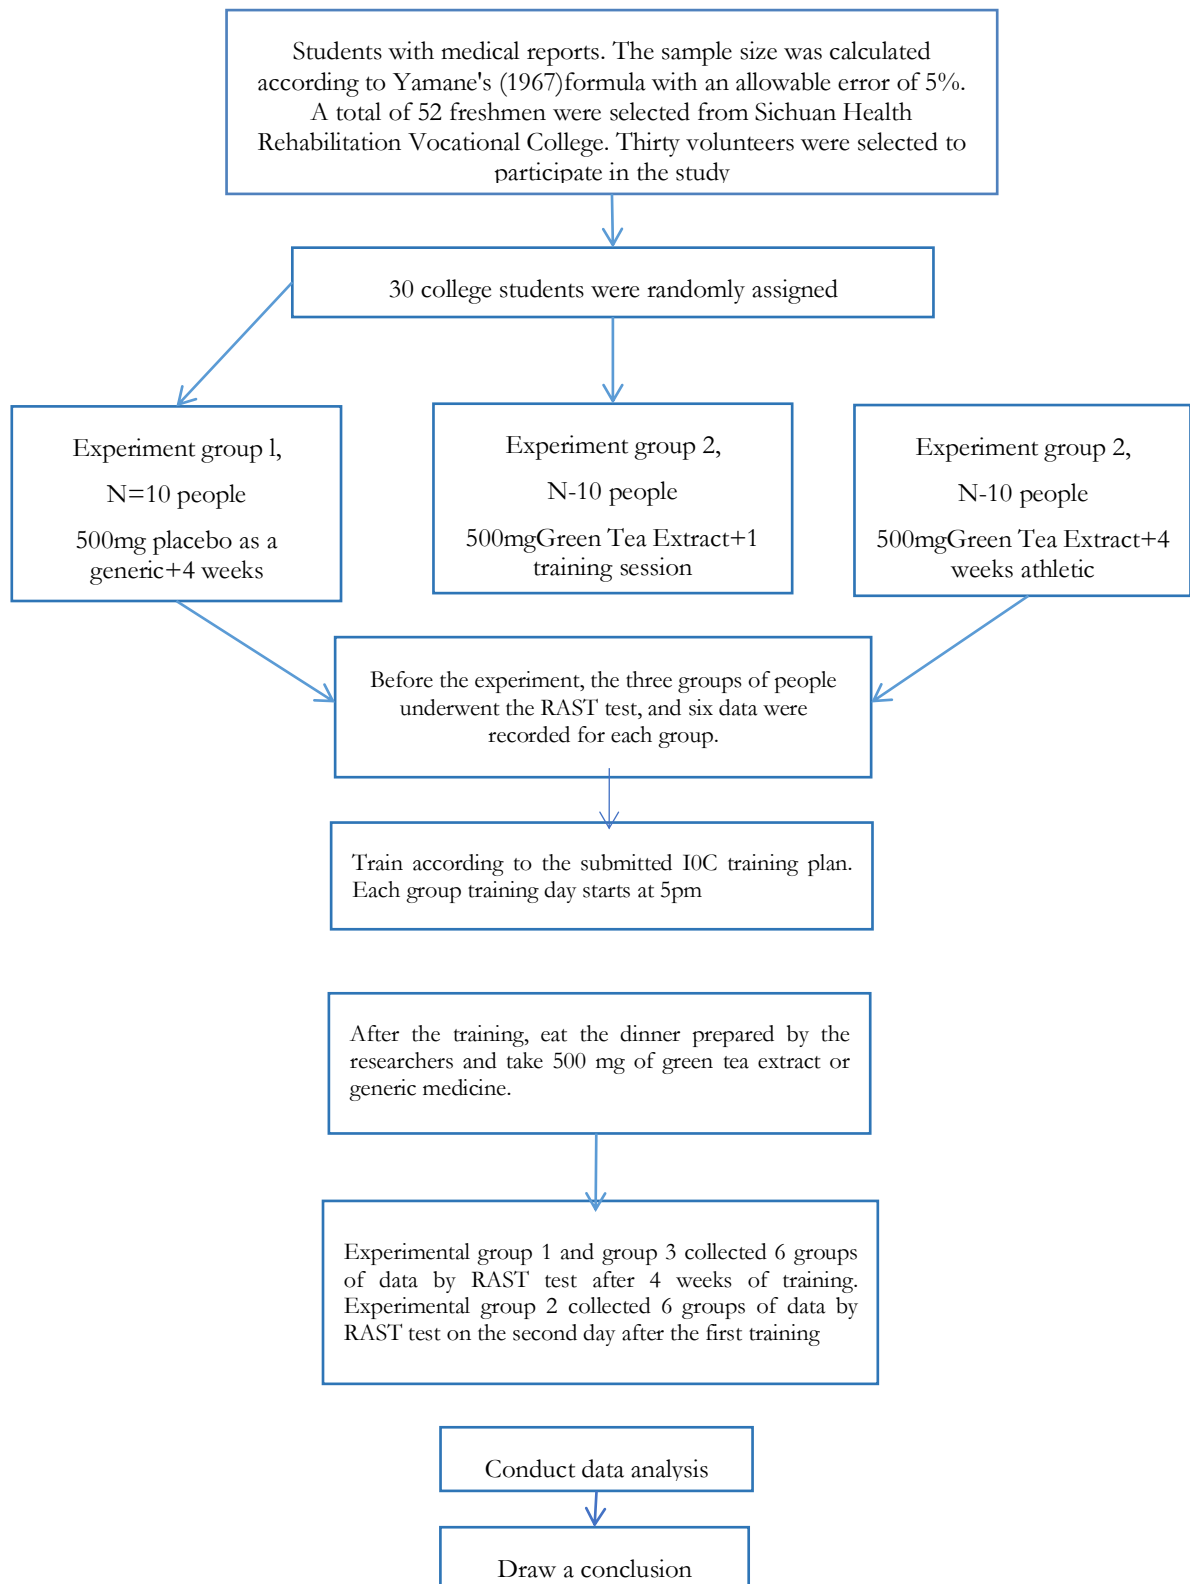 Students with medical reports. The sample size was calculated
according to Yamane's (1967)formula with an allowable error of 5%.
A total of 52 freshmen were selected from Sichuan Health
Rehabilitation Vocational College. Thirty volunteers were selected to
participate in the study
30 college students were randomly assigned
Experiment group l,
N=10 people
500mg placebo as a
generic+4 weeks
Experiment group 2,
N-10 people
500mgGreen Tea Extract+1
training session
Experiment group 2,
N-10 people
500mgGreen Tea Extract+4
weeks athletic
Before the experiment, the three groups of people
underwent the RAST test, and six data were
recorded for each group.
Train according to the submitted I0C training plan.
Each group training day starts at 5pm
After the training, eat the dinner prepared by the
researchers and take 500 mg of green tea extract or
generic medicine.
Experimental group 1 and group 3 collected 6 groups
of data by RAST test after 4 weeks of training.
Experimental group 2 collected 6 groups of data by
RAST test on the second day after the first training
Conduct data analysis
Draw a conclusion